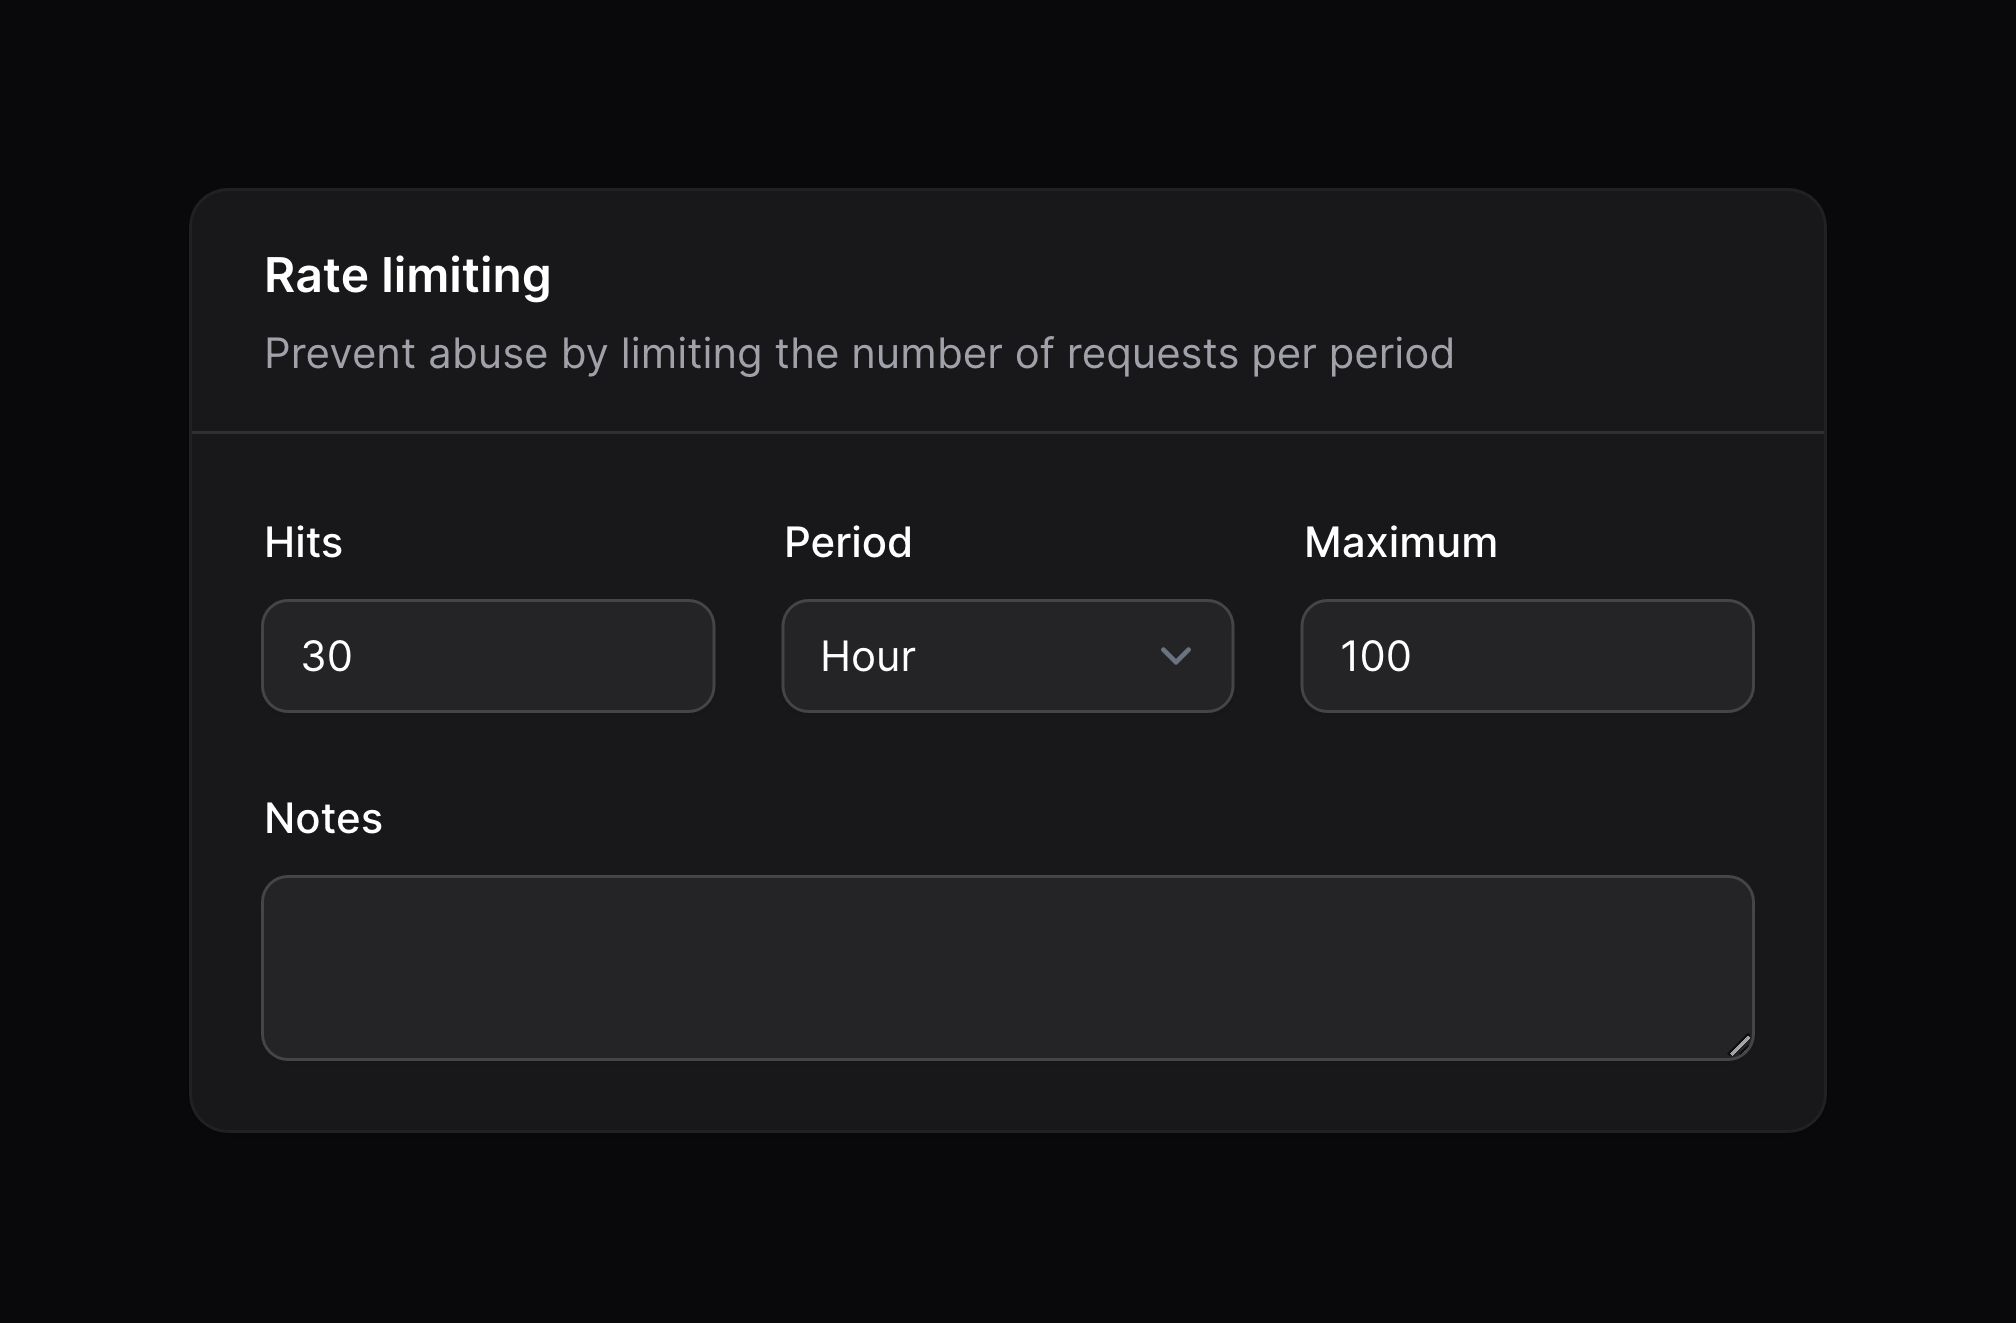 Rate limiting
Prevent abuse by limiting the number of requests per period
Hits
Period
Maximum
30
Hour
100
Notes